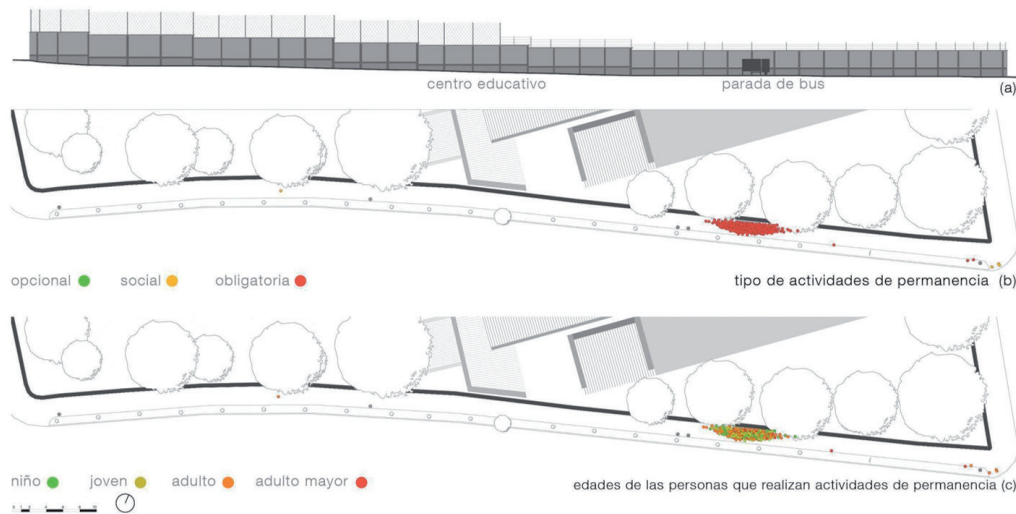 centro educativo parada de bus (a)
opcional social obligatoria tipo de actividades de permanencia (b)
niño joven adulto adulto mayor edades de las personas que realizan actividades de permanencia (c)